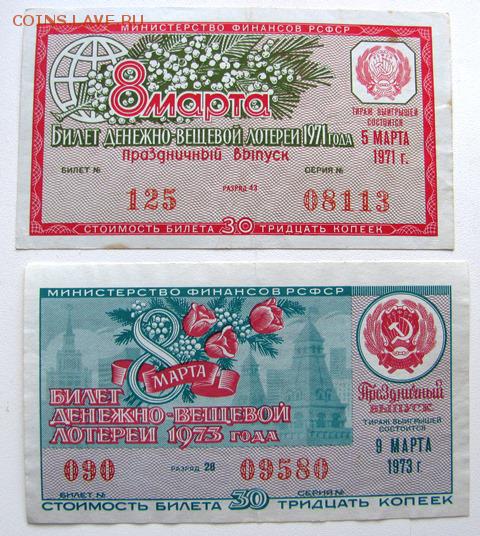 COINS.LAVE.RU
МИНИСТЕРСТВО ФИНАНСОВ РСФСР
8 марта
БИЛЕТ ДЕНЕЖНО-ВЕЩЕВОЙ ЛОТЕРЕИ 1971 ГОДА
ПРАЗДНИЧНЫЙ ВЫПУСК
ТИРАЖ ВЫИГРЫШЕЙ
СОСТОИТСЯ
5 МАРТА
1971 г.
БИЛЕТ № СЕРИЯ №
125 РАЗРЯД 43 08113
СТОИМОСТЬ БИЛЕТА 30 ТРИДЦАТЬ КОПЕЕК
МИНИСТЕРСТВО ФИНАНСОВ РСФСР
8
МАРТА
БИЛЕТ
ДЕНЕЖНО-ВЕЩЕВОЙ
ЛОТЕРЕИ 1973 ГОДА
Праздничный
ВЫПУСК
ТИРАЖ ВЫИГРЫШЕЙ
СОСТОИТСЯ
9 МАРТА
1973 г.
090 РАЗРЯД 28 09580
БИЛЕТ № СЕРИЯ №
СТОИМОСТЬ БИЛЕТА 30 ТРИДЦАТЬ КОПЕЕК